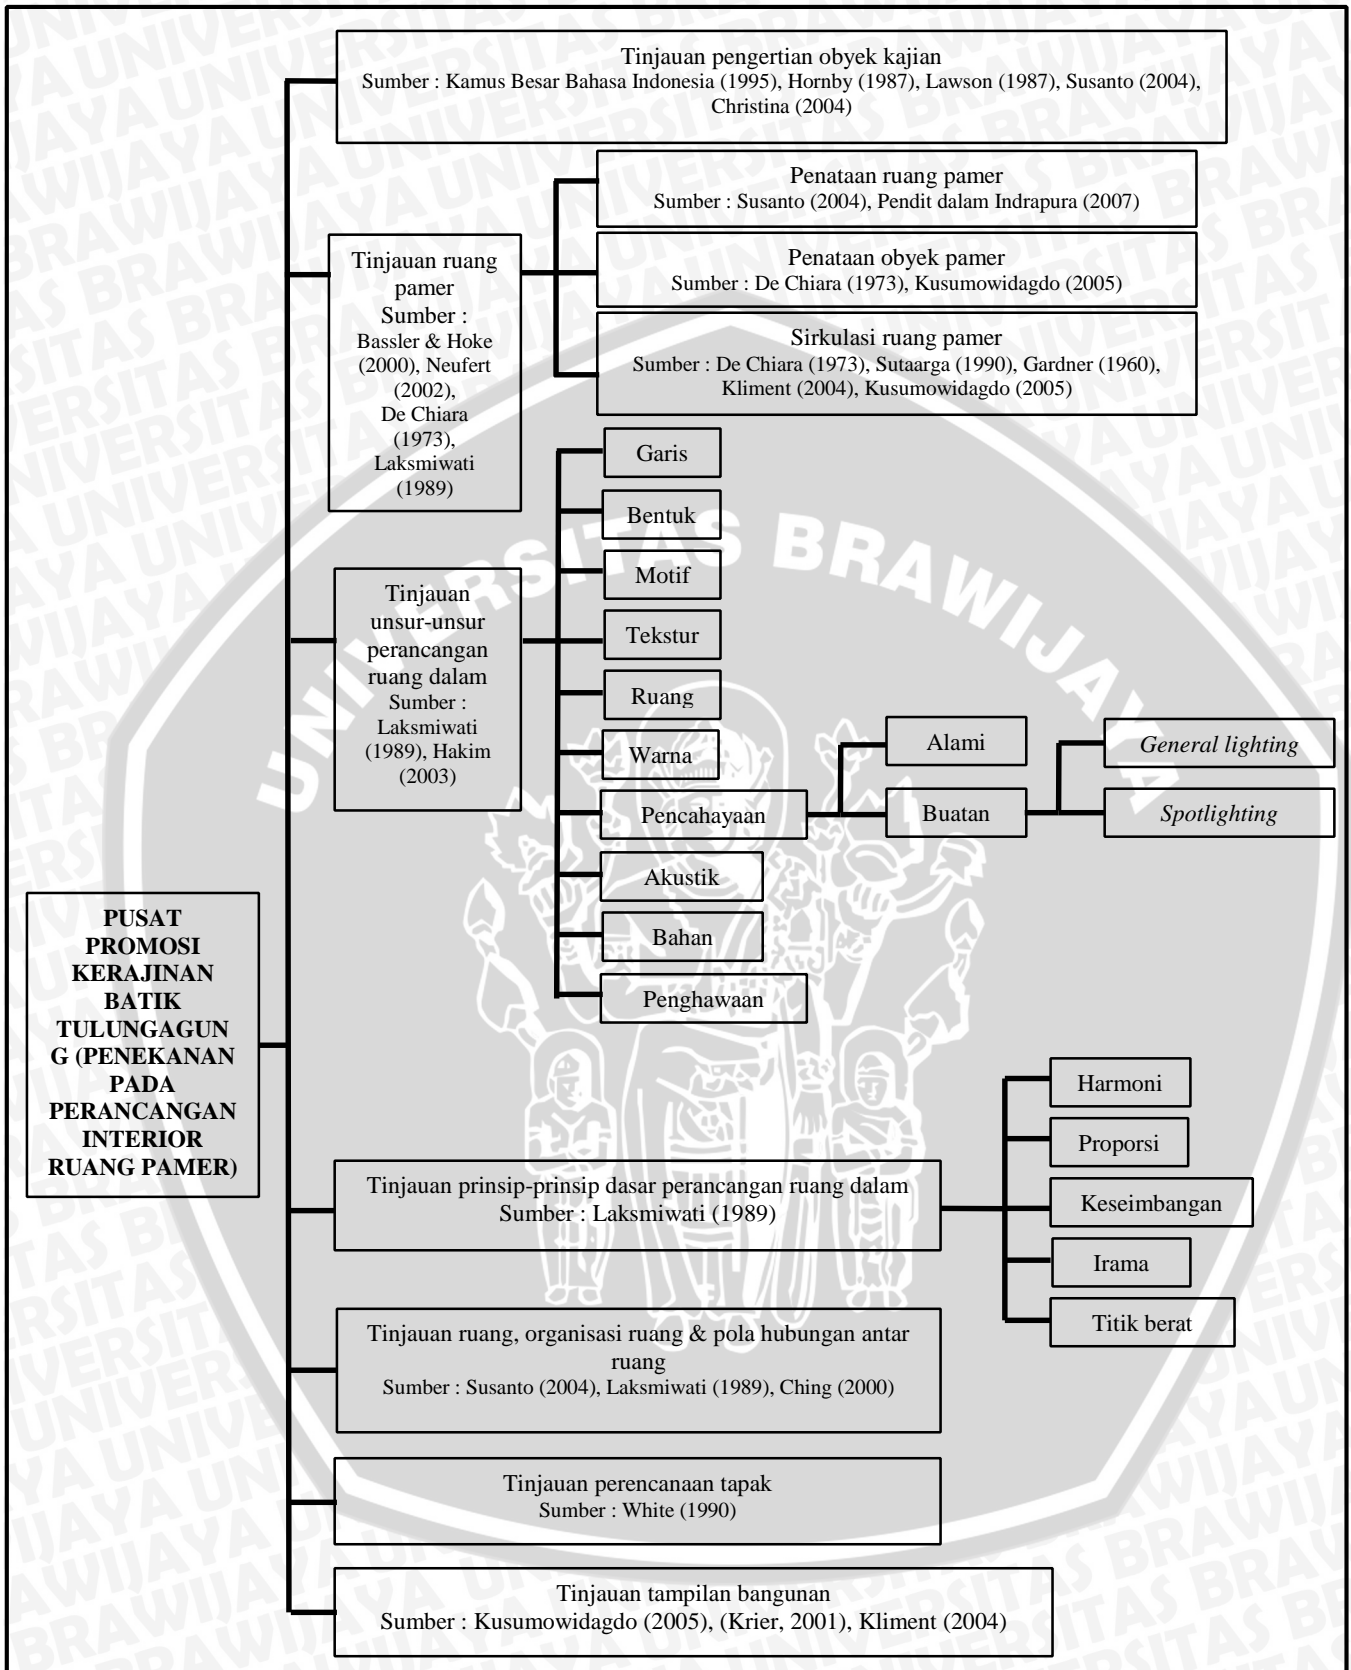 Tinjauan pengertian obyek kajian
Sumber : Kamus Besar Bahasa Indonesia (1995), Hornby (1987), Lawson (1987), Susanto (2004),
Christina (2004)
Penataan ruang pamer
Sumber : Susanto (2004), Pendit dalam Indrapura (2007)
Tinjauan ruang
pamer
Sumber :
Bassler & Hoke
(2000), Neufert
(2002),
De Chiara
(1973),
Laksmiwati
(1989)
Penataan obyek pamer
Sumber : De Chiara (1973), Kusumowidagdo (2005)
Sirkulasi ruang pamer
Sumber : De Chiara (1973), Sutaarga (1990), Gardner (1960),
Kliment (2004), Kusumowidagdo (2005)
Garis
Bentuk
Motif
Tinjauan
unsur-unsur
perancangan
ruang dalam
Sumber :
Laksmiwati
(1989), Hakim
(2003)
Tekstur
Ruang
Warna
Pencahayaan
Alami
Buatan
General lighting
Spotlighting
Akustik
Bahan
Penghawaan
PUSAT
PROMOSI
KERAJINAN
BATIK
TULUNGAGUN
G (PENEKANAN
PADA
PERANCANGAN
INTERIOR
RUANG PAMER)
Tinjauan prinsip-prinsip dasar perancangan ruang dalam
Sumber : Laksmiwati (1989)
Harmoni
Proporsi
Keseimbangan
Irama
Titik berat
Tinjauan ruang, organisasi ruang & pola hubungan antar
ruang
Sumber : Susanto (2004), Laksmiwati (1989), Ching (2000)
Tinjauan perencanaan tapak
Sumber : White (1990)
Tinjauan tampilan bangunan
Sumber : Kusumowidagdo (2005), (Krier, 2001), Kliment (2004)
UNIVERSITAS BRAWIJAYA